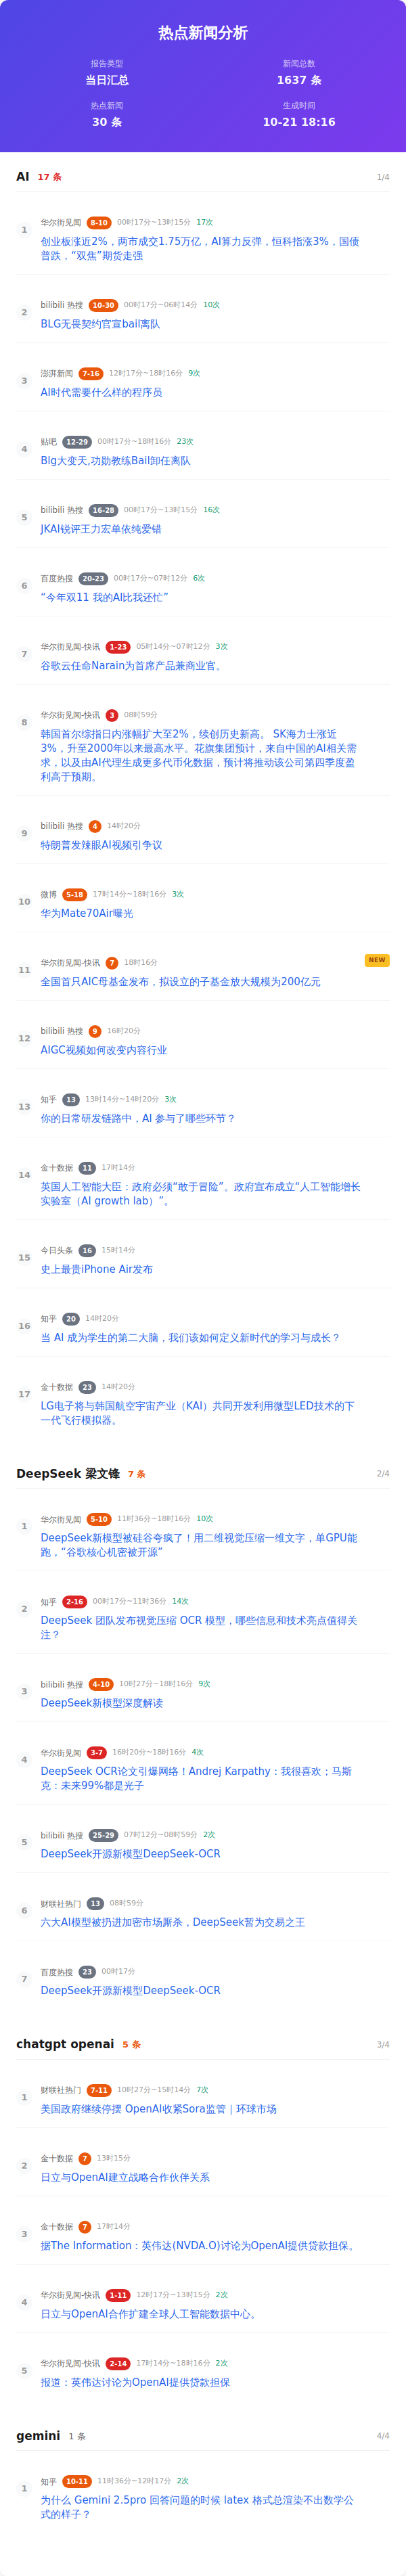 热点新闻分析
报告类型
当日汇总
新闻总数
1637 条
热点新闻
30 条
生成时间
10-21 18:16
AI 17 条 1/4
1 华尔街见闻 8-10 00时17分~13时15分 17次
创业板涨近2%，两市成交1.75万亿，AI算力反弹，恒科指涨3%，国债
普跌，“双焦”期货走强
2 bilibili 热搜 10-30 00时17分~06时14分 10次
BLG无畏契约官宣bail离队
3 澎湃新闻 7-16 12时17分~18时16分 9次
AI时代需要什么样的程序员
4 贴吧 12-29 00时17分~18时16分 23次
Blg大变天,功勋教练Bail卸任离队
5 bilibili 热搜 16-28 00时17分~13时15分 16次
JKAI锐评王力宏单依纯爱错
6 百度热搜 20-23 00时17分~07时12分 6次
“今年双11 我的AI比我还忙”
7 华尔街见闻-快讯 1-23 05时14分~07时12分 3次
谷歌云任命Narain为首席产品兼商业官。
8 华尔街见闻-快讯 3 08时59分
韩国首尔综指日内涨幅扩大至2%，续创历史新高。 SK海力士涨近
3%，升至2000年以来最高水平。花旗集团预计，来自中国的AI相关需
求，以及由AI代理生成更多代币化数据，预计将推动该公司第四季度盈
利高于预期。
9 bilibili 热搜 4 14时20分
特朗普发辣眼AI视频引争议
10 微博 5-18 17时14分~18时16分 3次
华为Mate70Air曝光
11 华尔街见闻-快讯 7 18时16分 NEW
全国首只AIC母基金发布，拟设立的子基金放大规模为200亿元
12 bilibili 热搜 9 16时20分
AIGC视频如何改变内容行业
13 知乎 13 13时14分~14时20分 3次
你的日常研发链路中，AI 参与了哪些环节？
14 金十数据 11 17时14分
英国人工智能大臣：政府必须“敢于冒险”。政府宣布成立“人工智能增长
实验室（AI growth lab）”。
15 今日头条 16 15时14分
史上最贵iPhone Air发布
16 知乎 20 14时20分
当 AI 成为学生的第二大脑，我们该如何定义新时代的学习与成长？
17 金十数据 23 14时20分
LG电子将与韩国航空宇宙产业（KAI）共同开发利用微型LED技术的下
一代飞行模拟器。
DeepSeek 梁文锋 7 条 2/4
1 华尔街见闻 5-10 11时36分~18时16分 10次
DeepSeek新模型被硅谷夸疯了！用二维视觉压缩一维文字，单GPU能
跑，“谷歌核心机密被开源”
2 知乎 2-16 00时17分~11时36分 14次
DeepSeek 团队发布视觉压缩 OCR 模型，哪些信息和技术亮点值得关
注？
3 bilibili 热搜 4-10 10时27分~18时16分 9次
DeepSeek新模型深度解读
4 华尔街见闻 3-7 16时20分~18时16分 4次
DeepSeek OCR论文引爆网络！Andrej Karpathy：我很喜欢；马斯
克：未来99%都是光子
5 bilibili 热搜 25-29 07时12分~08时59分 2次
DeepSeek开源新模型DeepSeek-OCR
6 财联社热门 13 08时59分
六大AI模型被扔进加密市场厮杀，DeepSeek暂为交易之王
7 百度热搜 23 00时17分
DeepSeek开源新模型DeepSeek-OCR
chatgpt openai 5 条 3/4
1 财联社热门 7-11 10时27分~15时14分 7次
美国政府继续停摆 OpenAI收紧Sora监管｜环球市场
2 金十数据 7 13时15分
日立与OpenAI建立战略合作伙伴关系
3 金十数据 7 17时14分
据The Information：英伟达(NVDA.O)讨论为OpenAI提供贷款担保。
4 华尔街见闻-快讯 1-11 12时17分~13时15分 2次
日立与OpenAI合作扩建全球人工智能数据中心。
5 华尔街见闻-快讯 2-14 17时14分~18时16分 2次
报道：英伟达讨论为OpenAI提供贷款担保
gemini 1 条 4/4
1 知乎 10-11 11时36分~12时17分 2次
为什么 Gemini 2.5pro 回答问题的时候 latex 格式总渲染不出数学公
式的样子？